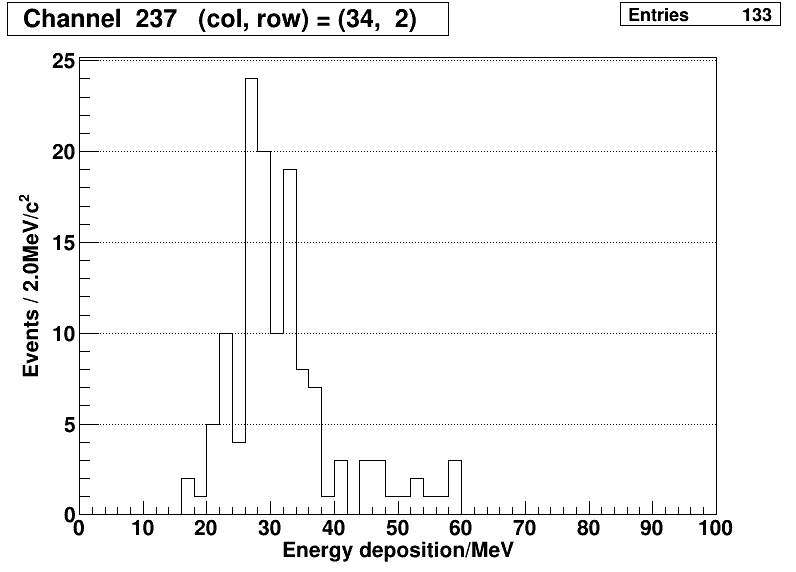 Channel 237 (col, row) = (34, 2)
Entries 133
25
20
15
10
5
0
Events / 2.0MeV/c²
0 10 20 30 40 50 60 70 80 90 100
Energy deposition/MeV